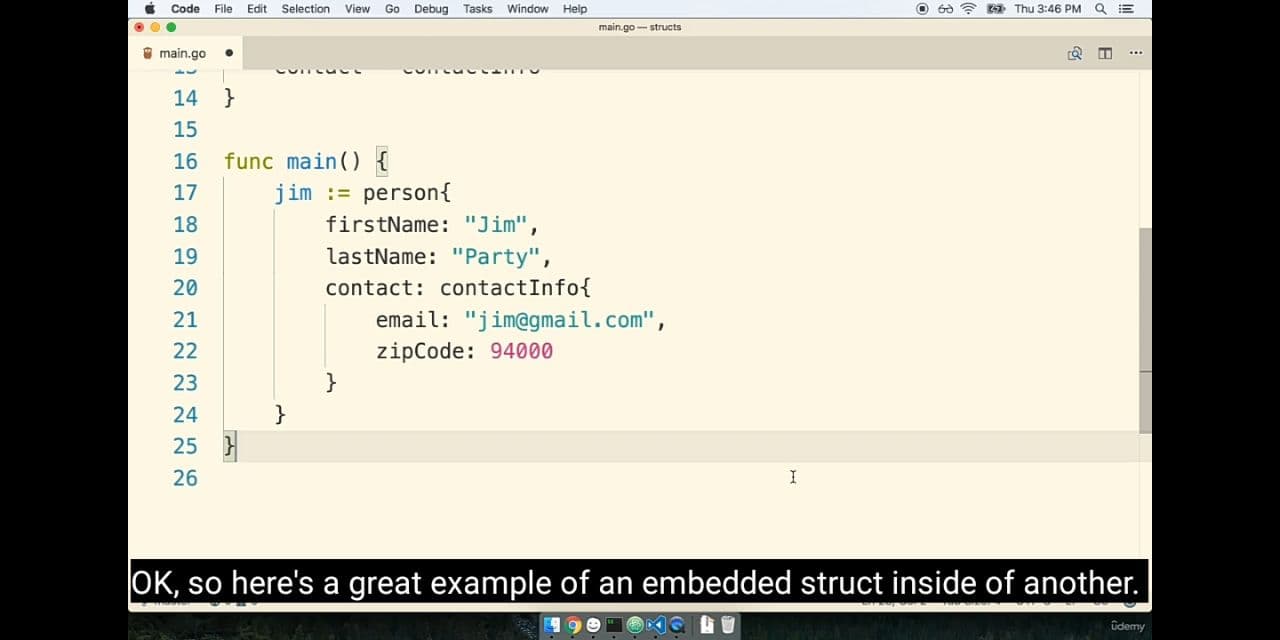 Code File Edit Selection View Go Debug Tasks Window Help Thu 3:46 PM
main.go — structs
main.go
13 contact contactInfo
14 }
15
16 func main() {
17 jim := person{
18 firstName: "Jim",
19 lastName: "Party",
20 contact: contactInfo{
21 email: "jim@gmail.com",
22 zipCode: 94000
23 }
24 }
25 }
26
OK, so here's a great example of an embedded struct inside of another.
ûdemy